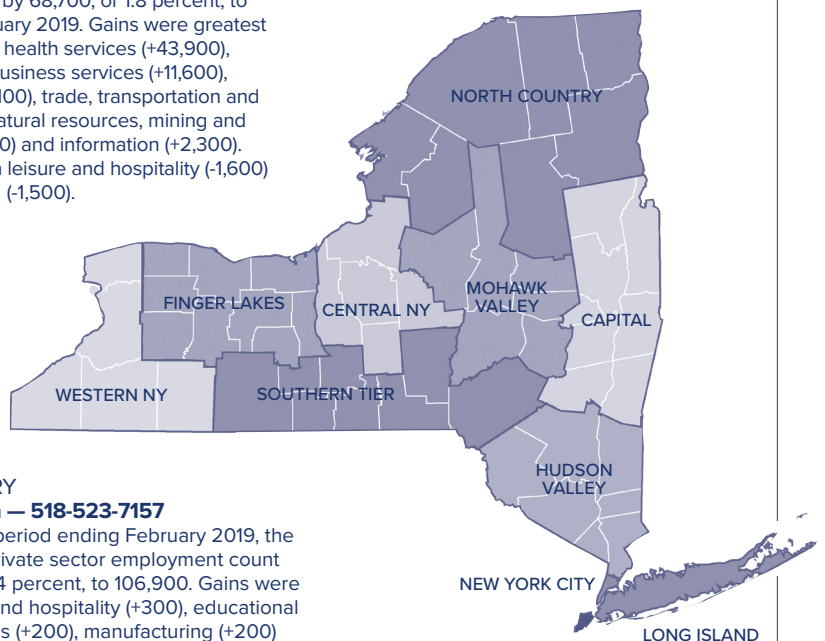 by 68,700, or 1.8 percent, to
uary 2019. Gains were greatest
health services (+43,900),
usiness services (+11,600),
00), trade, transportation and
atural resources, mining and
0) and information (+2,300).
leisure and hospitality (-1,600)
(-1,500).
NORTH COUNTRY
FINGER LAKES
CENTRAL NY
MOHAWK
VALLEY
CAPITAL
WESTERN NY
SOUTHERN TIER
HUDSON
VALLEY
NEW YORK CITY
LONG ISLAND
RY
— 518-523-7157
period ending February 2019, the
rivate sector employment count
4 percent, to 106,900. Gains were
nd hospitality (+300), educational
s (+200), manufacturing (+200)